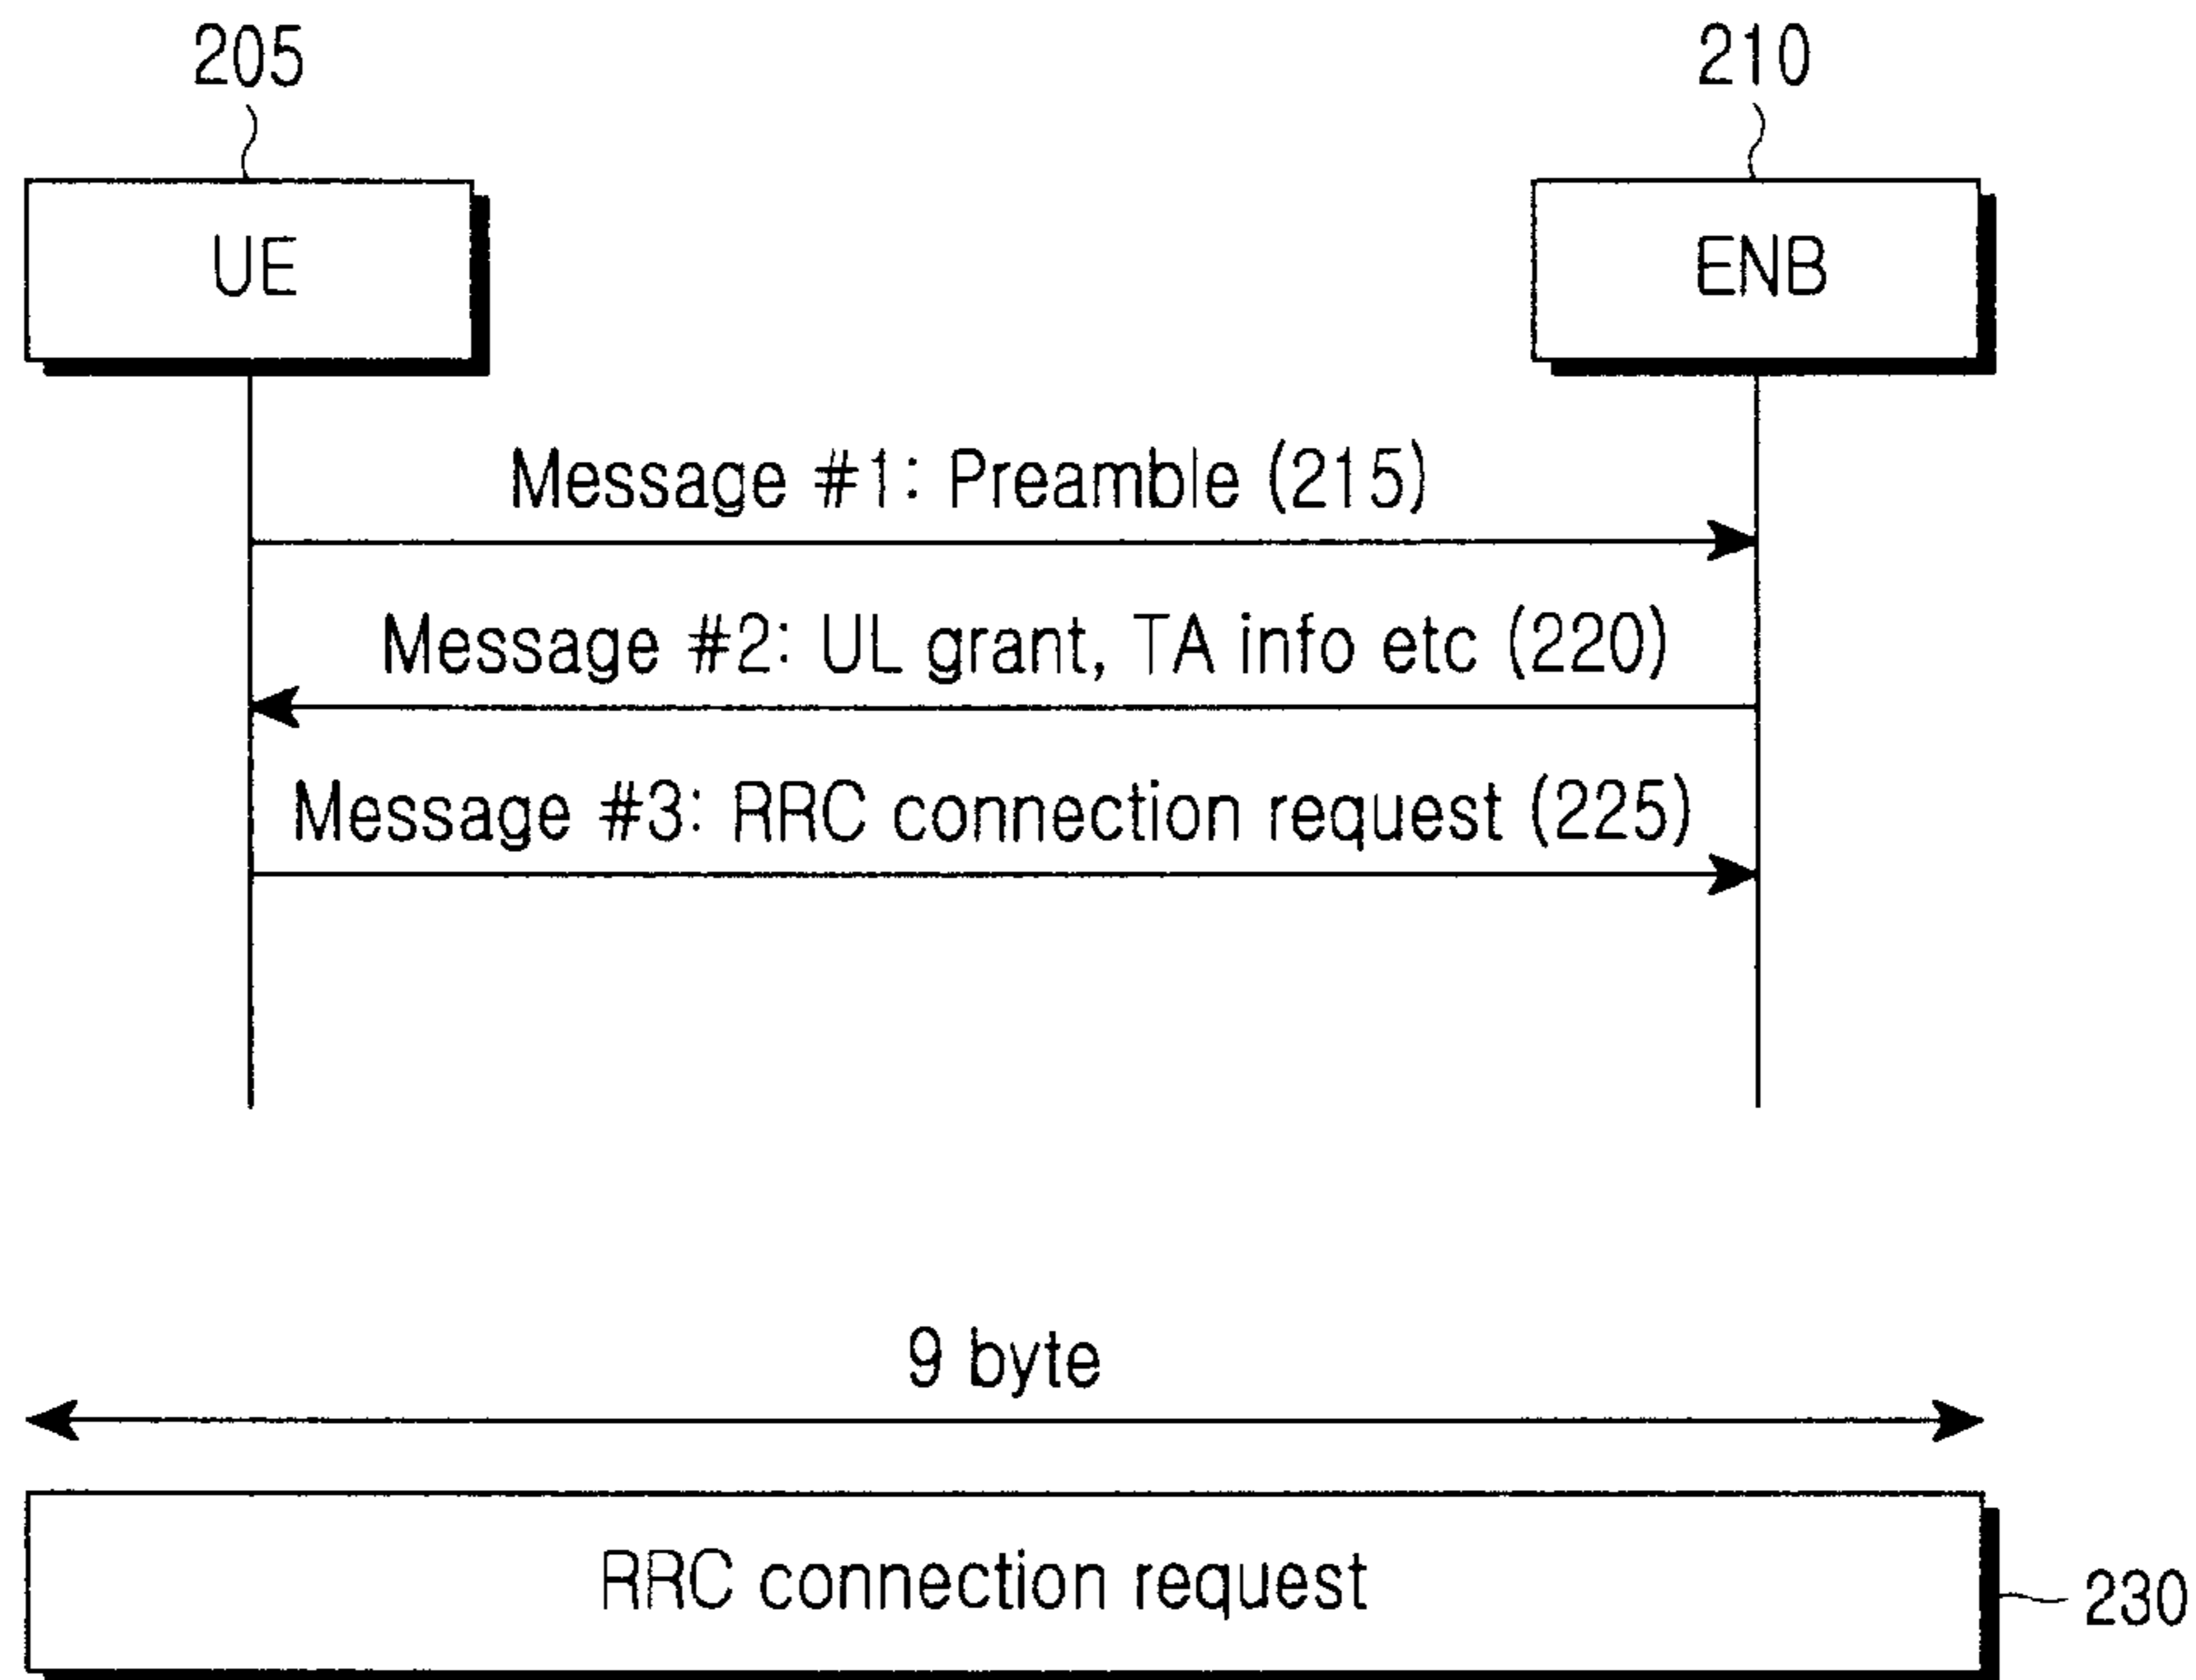 205
210
UE
ENB
Message #1: Preamble (215)
Message #2: UL grant, TA info etc (220)
Message #3: RRC connection request (225)
9 byte
RRC connection request
230